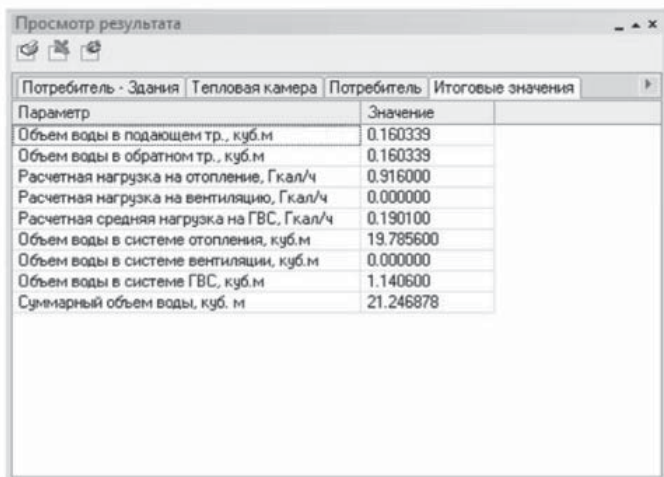 Просмотр результата
Потребитель - Здания Тепловая камера Потребитель Итоговые значения
Параметр Значение
Объем воды в подающем тр., куб.м 0.160339
Объем воды в обратном тр., куб.м 0.160339
Расчетная нагрузка на отопление, Гкал/ч 0.916000
Расчетная нагрузка на вентиляцию, Гкал/ч 0.000000
Расчетная средняя нагрузка на ГВС, Гкал/ч 0.190100
Объем воды в системе отопления, куб.м 19.785600
Объем воды в системе вентиляции, куб.м 0.000000
Объем воды в системе ГВС, куб.м 1.140600
Суммарный объем воды, куб. м 21.246878